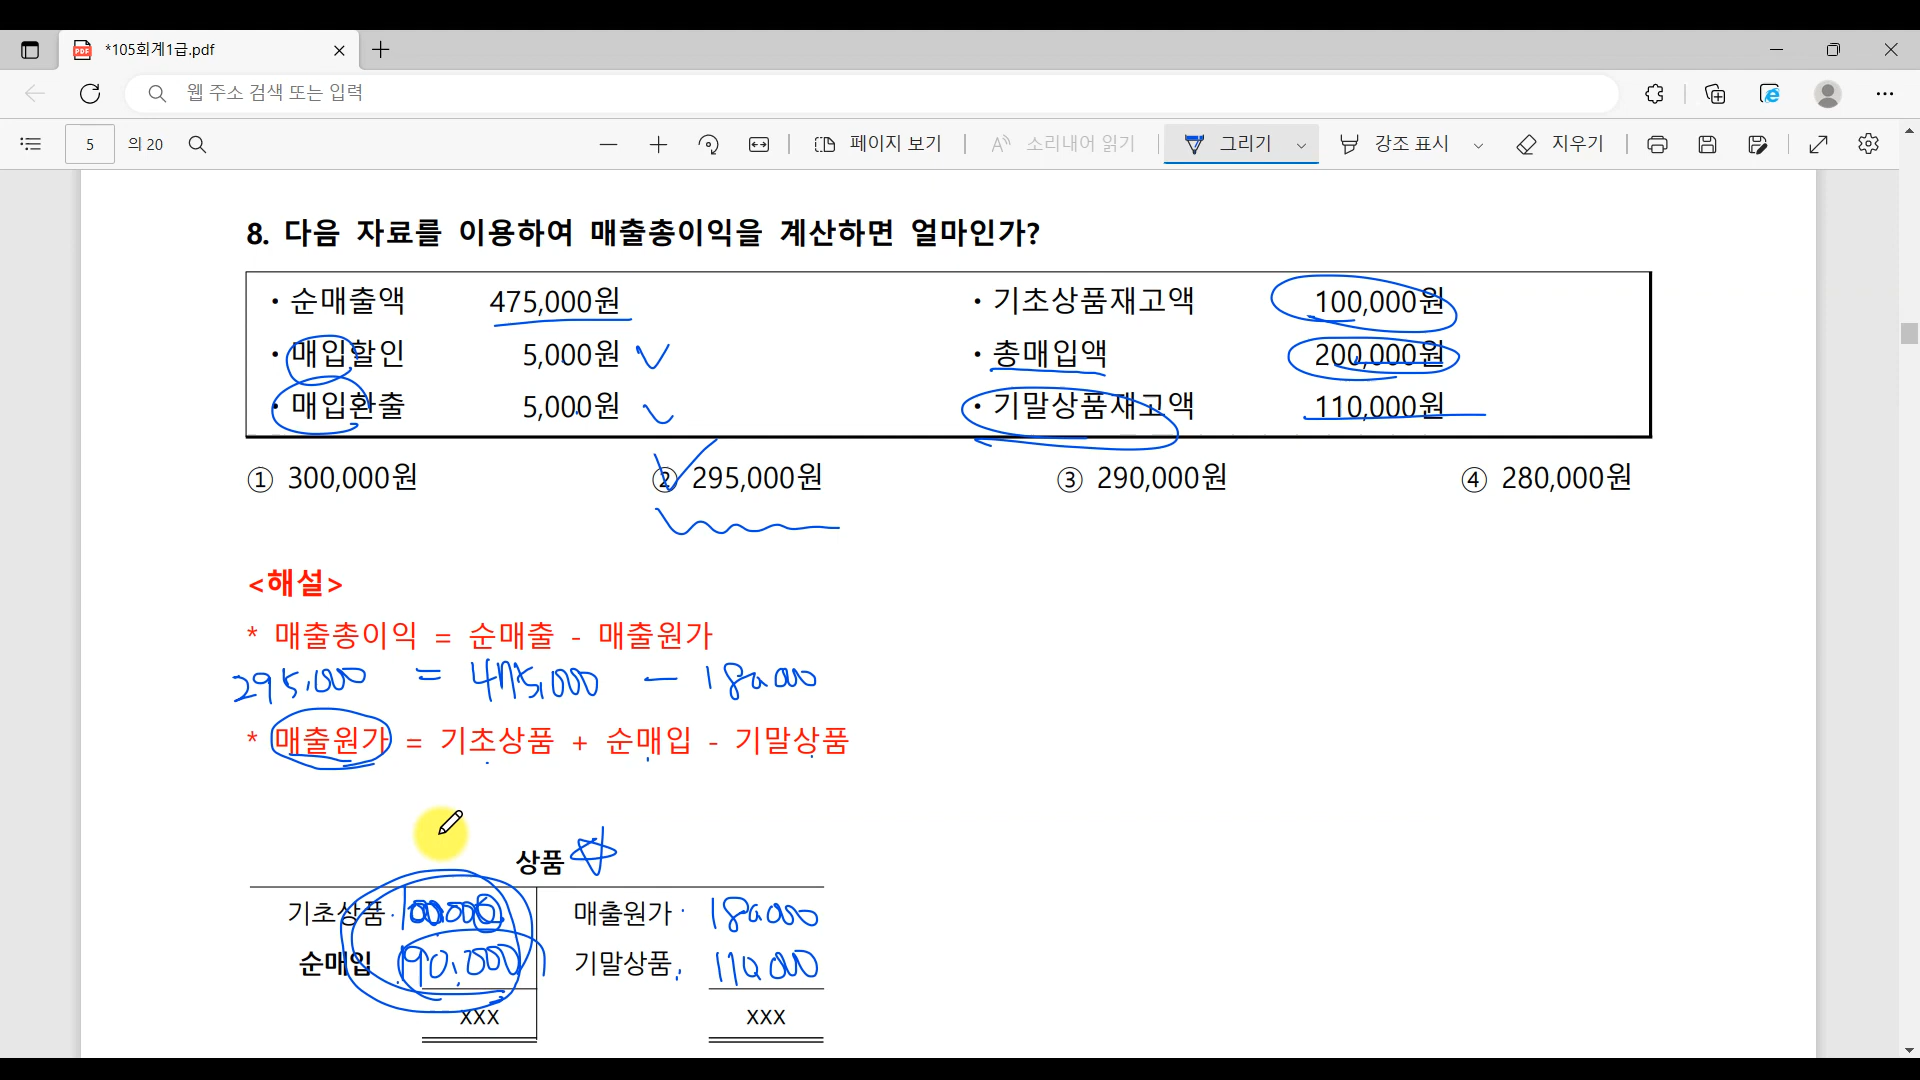 *105회계1급.pdf
웹 주소 검색 또는 입력
5 의 20 페이지 보기 소리내어 읽기 그리기 강조 표시 지우기
8. 다음 자료를 이용하여 매출총이익을 계산하면 얼마인가?
· 순매출액 475,000원 · 기초상품재고액 100,000원
· 매입할인 5,000원 · 총매입액 200,000원
· 매입환출 5,000원 · 기말상품재고액 110,000원
① 300,000원 ② 295,000원 ③ 290,000원 ④ 280,000원
<해설>
* 매출총이익 = 순매출 - 매출원가
295,000 = 475,000 - 180,000
* 매출원가 = 기초상품 + 순매입 - 기말상품
상품
기초상품 100,000 매출원가 180,000
순매입 190,000 기말상품 110,000
XXX XXX